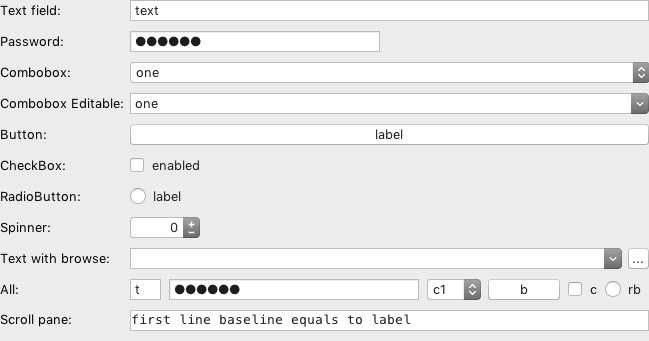 Text field: text
Password: ●●●●●●
Combobox: one
Combobox Editable: one
Button: label
CheckBox: enabled
RadioButton: label
Spinner: 0
Text with browse: ...
All: t ●●●●●● c1 b c rb
Scroll pane: first line baseline equals to label